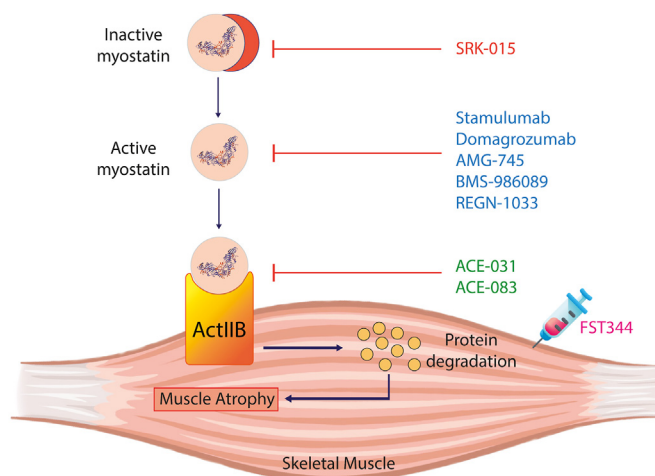 Inactive
myostatin
SRK-015
Active
myostatin
Stamulumab
Domagrozumab
AMG-745
BMS-986089
REGN-1033
ACE-031
ACE-083
ActIIB
Protein
degradation
FST344
Muscle Atrophy
Skeletal Muscle